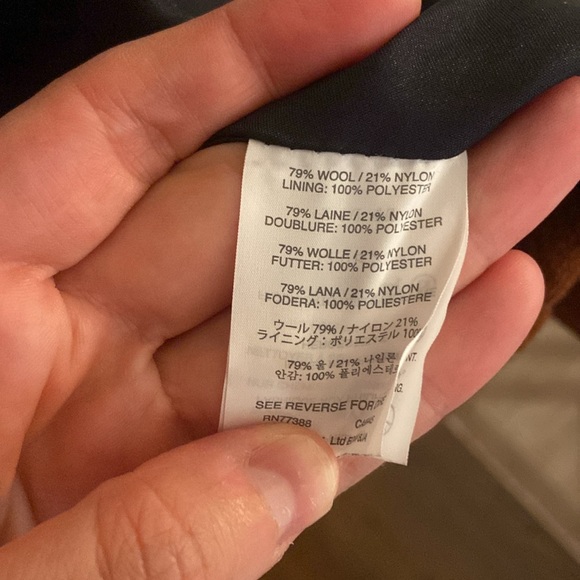 79% WOOL / 21% NYLON
LINING: 100% POLYESTER
79% LAINE / 21% NYLON
DOUBLURE: 100% POLYESTER
79% WOLLE / 21% NYLON
FUTTER: 100% POLYESTER
79% LANA / 21% NYLON
FODERA: 100% POLIESTERE
ウール 79% / ナイロン 21%
ライニング : ポリエステル 100
79% 울 / 21% 나일론
안감: 100% 폴리에스테
SEE REVERSE FOR
RN77388
Ltd